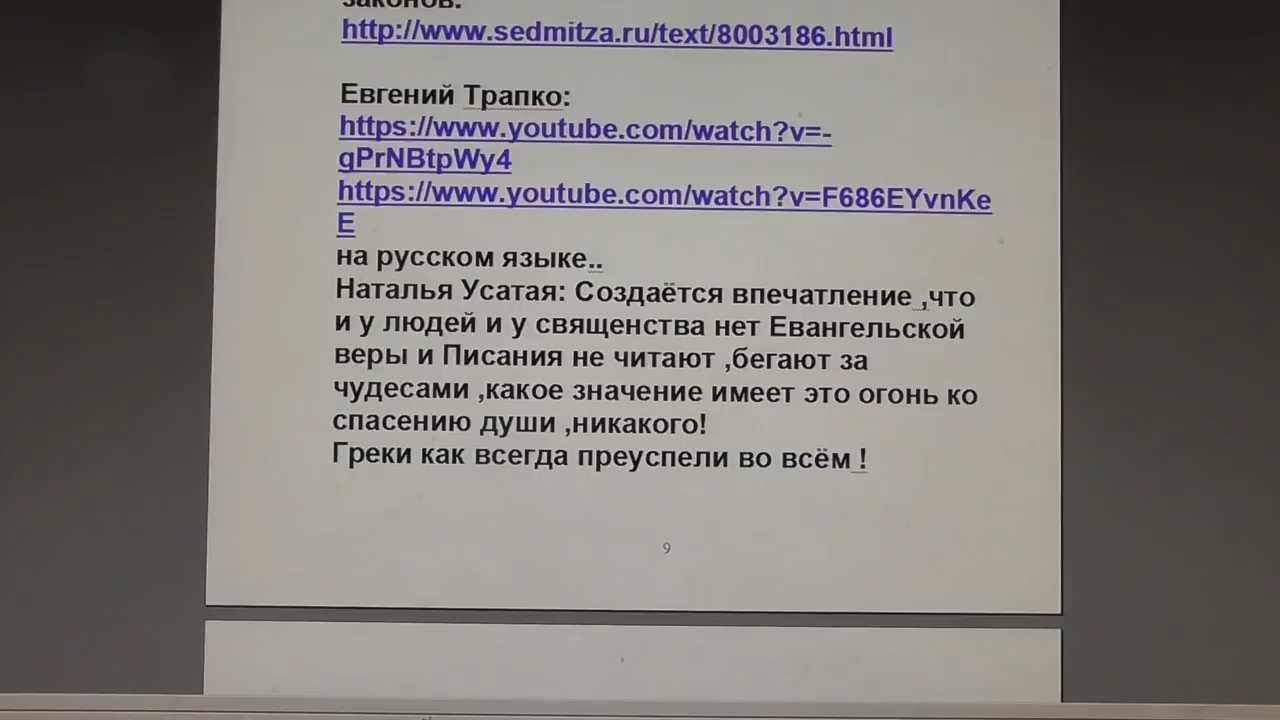 законов.
http://www.sedmitza.ru/text/8003186.html
Евгений Трапко:
https://www.youtube.com/watch?v=-
gPrNBtpWy4
https://www.youtube.com/watch?v=F686EYvnKe
E
на русском языке..
Наталья Усатая: Создаётся впечатление ,что
и у людей и у священства нет Евангельской
веры и Писания не читают ,бегают за
чудесами ,какое значение имеет это огонь ко
спасению души ,никакого!
Греки как всегда преуспели во всём !
9